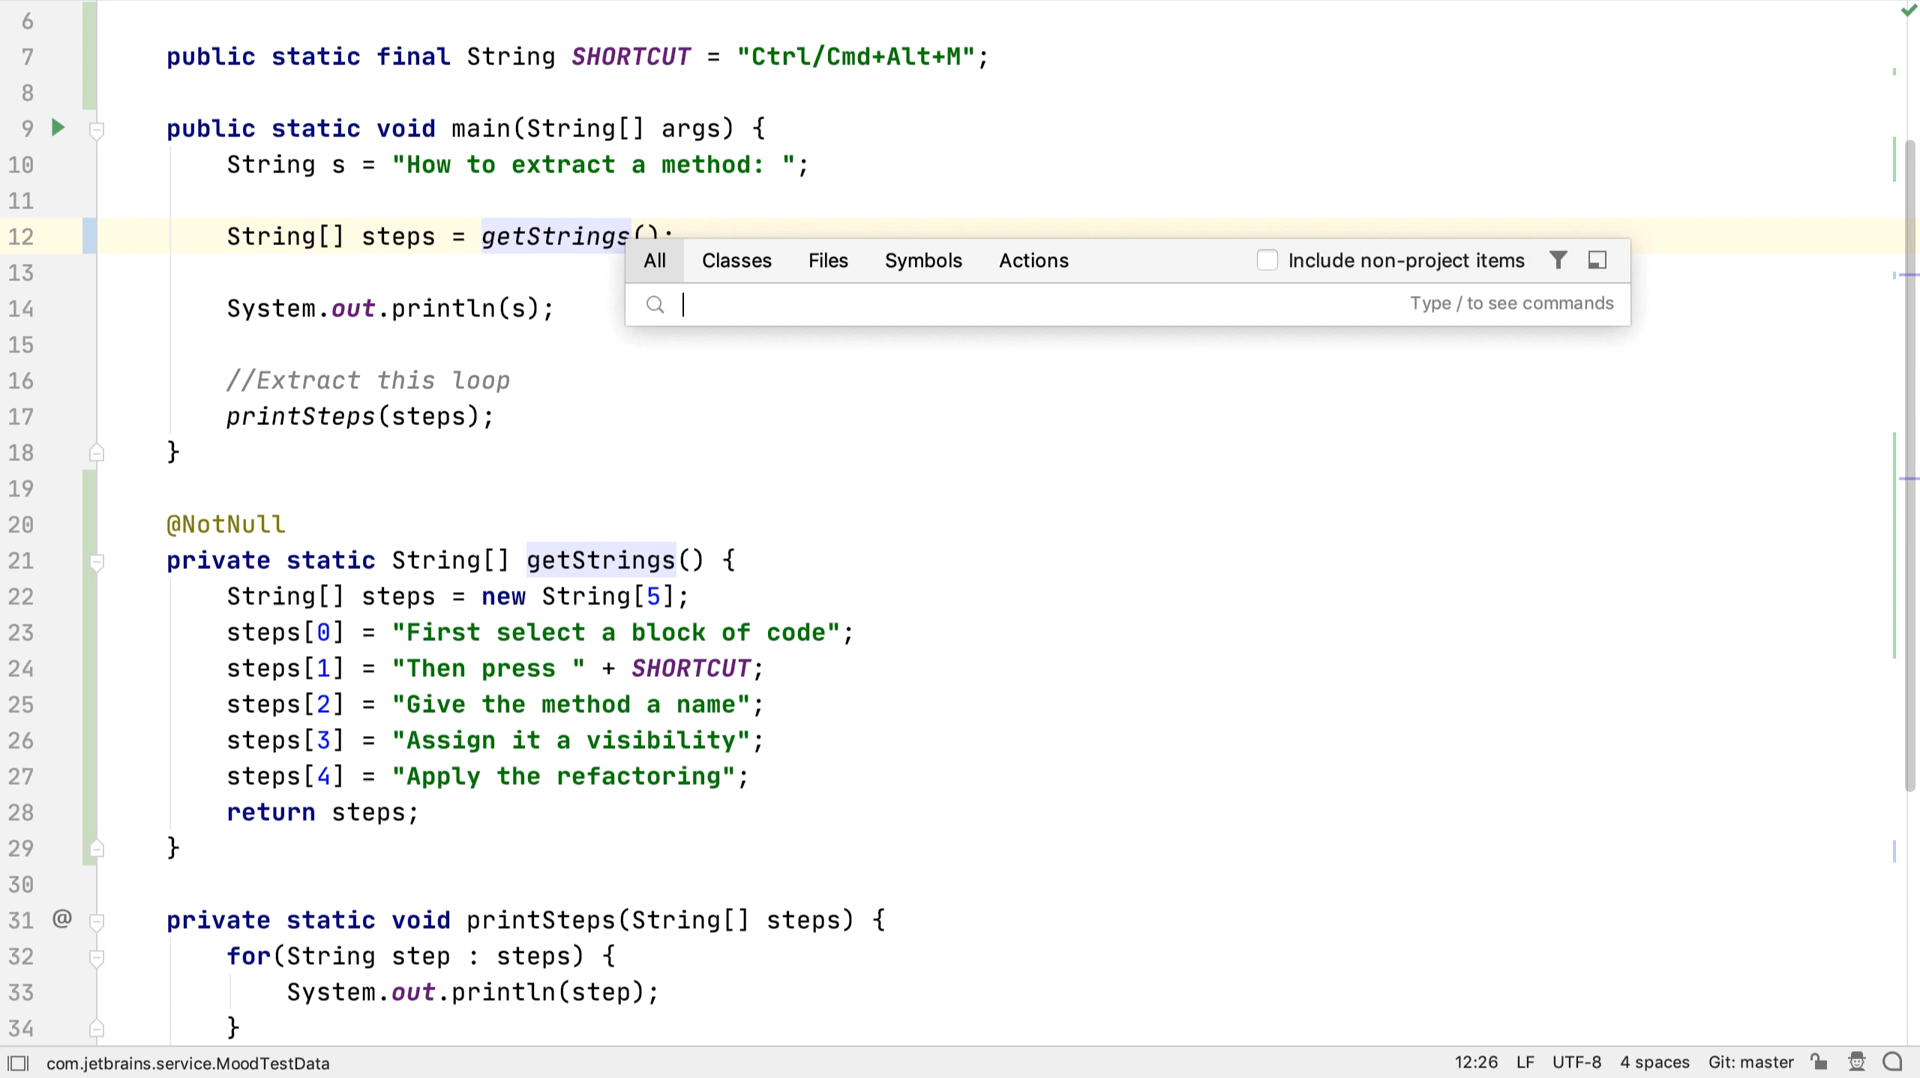 6
7 public static final String SHORTCUT = "Ctrl/Cmd+Alt+M";
8
9 public static void main(String[] args) {
10 String s = "How to extract a method: ";
11
12 String[] steps = getStrings();
All Classes Files Symbols Actions Include non-project items
Type / to see commands
13
14 System.out.println(s);
15
16 //Extract this loop
17 printSteps(steps);
18 }
19
20 @NotNull
21 private static String[] getStrings() {
22 String[] steps = new String[5];
23 steps[0] = "First select a block of code";
24 steps[1] = "Then press " + SHORTCUT;
25 steps[2] = "Give the method a name";
26 steps[3] = "Assign it a visibility";
27 steps[4] = "Apply the refactoring";
28 return steps;
29 }
30
31 @ private static void printSteps(String[] steps) {
32 for(String step : steps) {
33 System.out.println(step);
34 }
com.jetbrains.service.MoodTestData 12:26 LF UTF-8 4 spaces Git: master